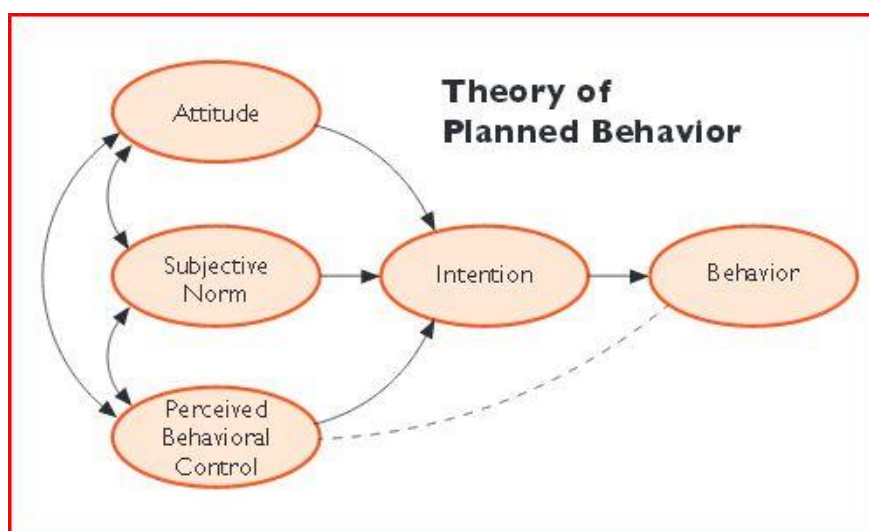 Theory of
Planned Behavior
Attitude
Subjective
Norm
Intention
Behavior
Perceived
Behavioral
Control